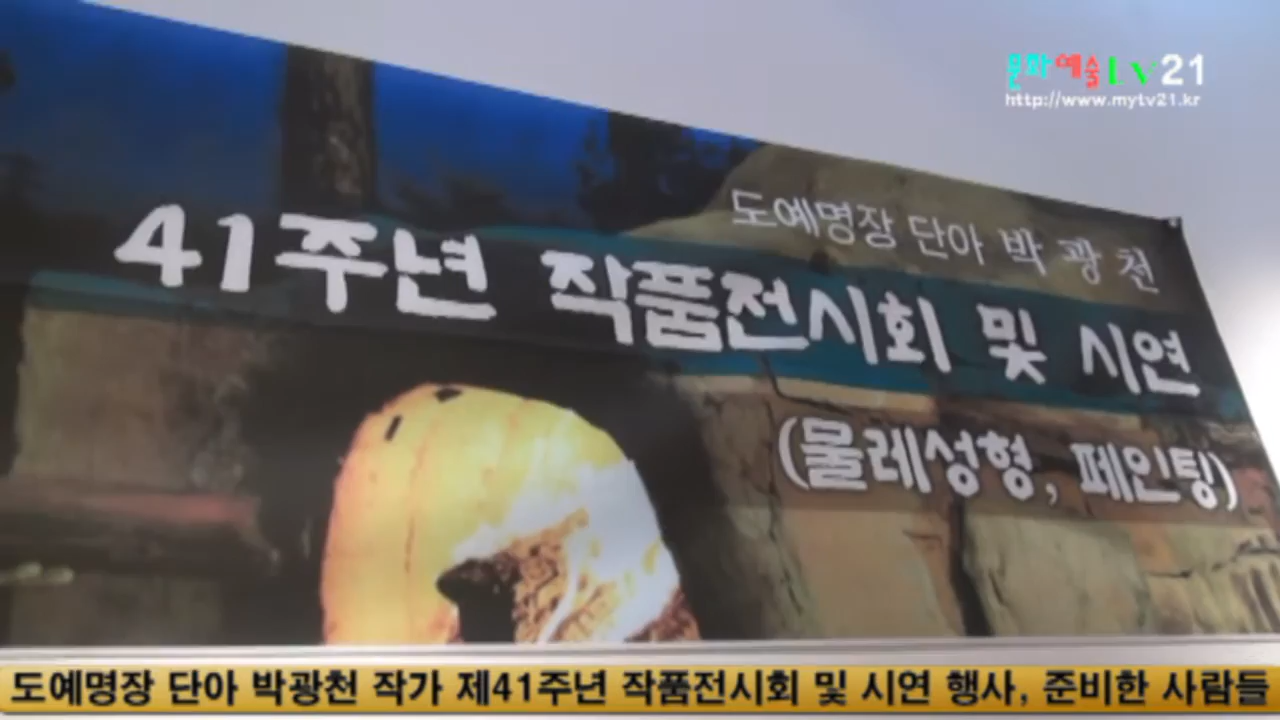 문화예술tv21
http://www.mytv21.kr
도예명장 단아 박광천
41주년 작품전시회 및 시연
(물레성형, 페인팅)
도예명장 단아 박광천 작가 제41주년 작품전시회 및 시연 행사, 준비한 사람들